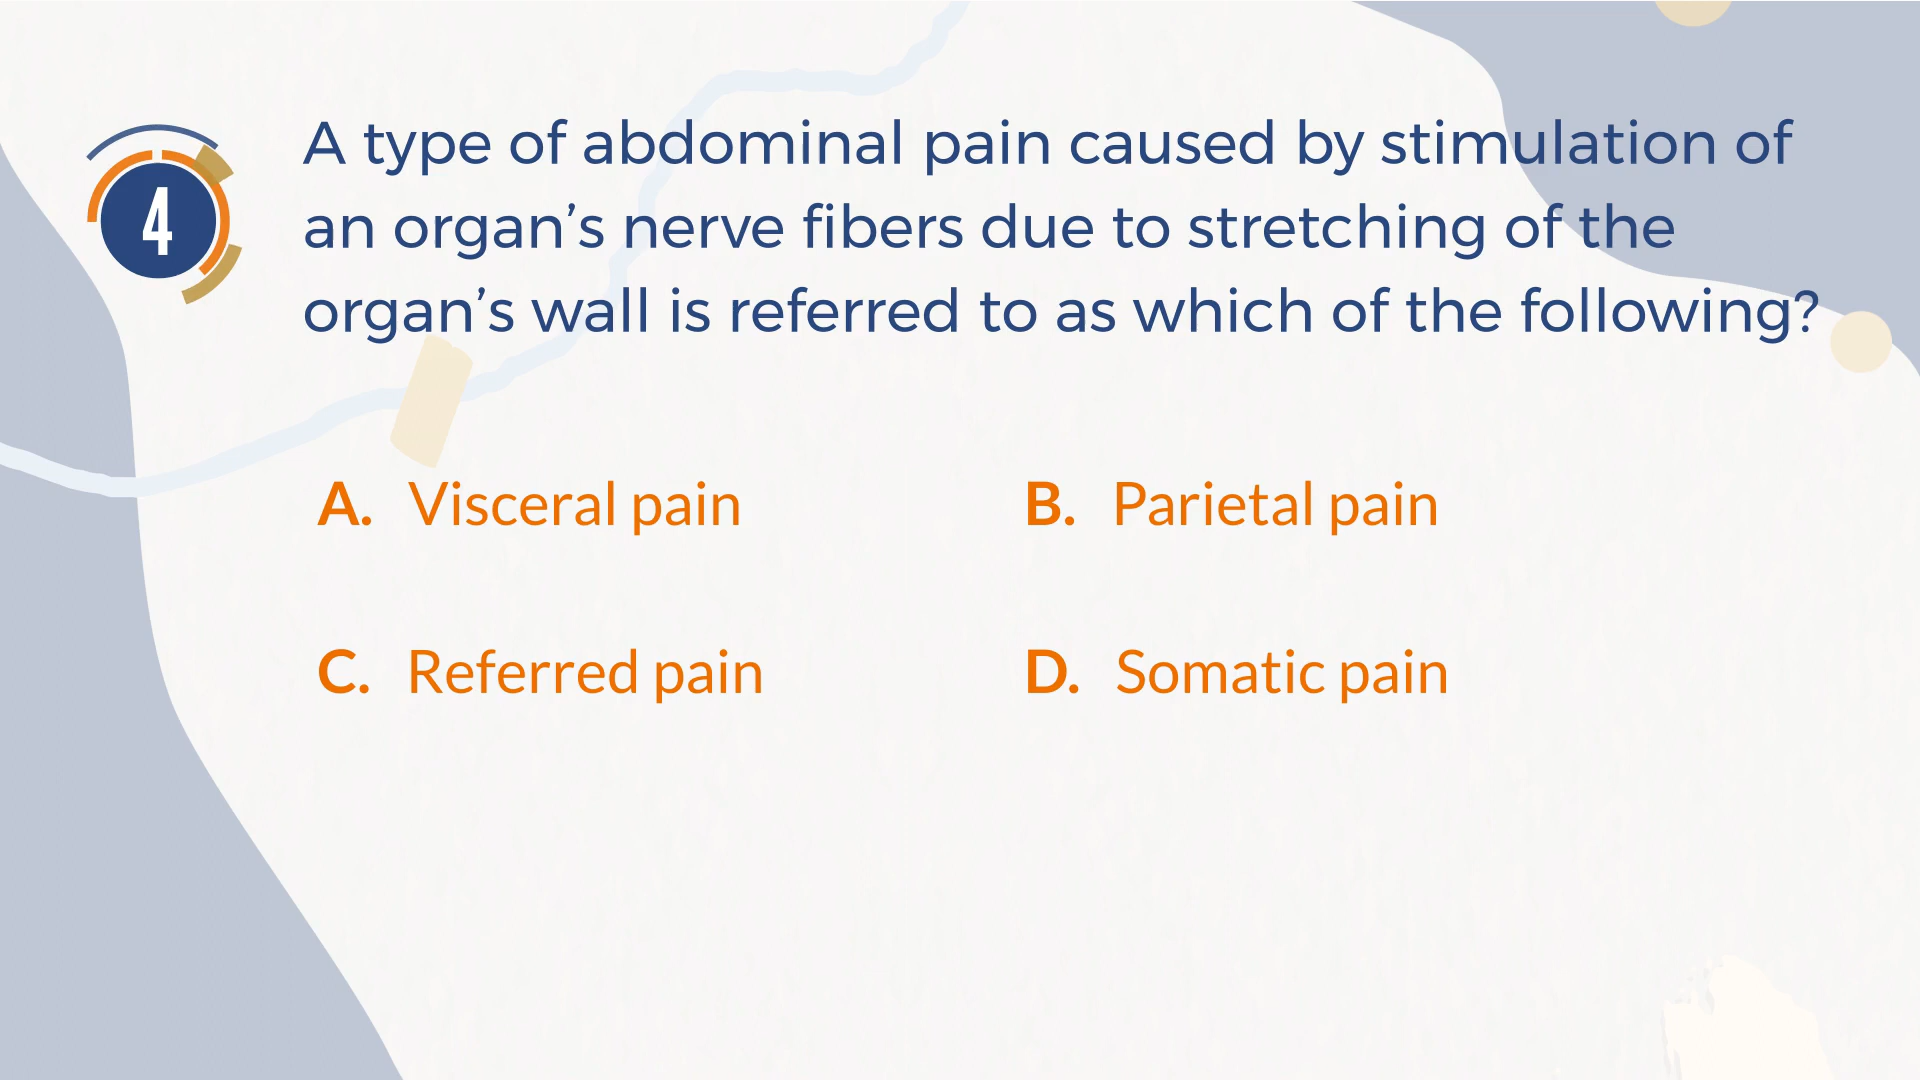 4
A type of abdominal pain caused by stimulation of
an organ’s nerve fibers due to stretching of the
organ’s wall is referred to as which of the following?
A. Visceral pain
B. Parietal pain
C. Referred pain
D. Somatic pain